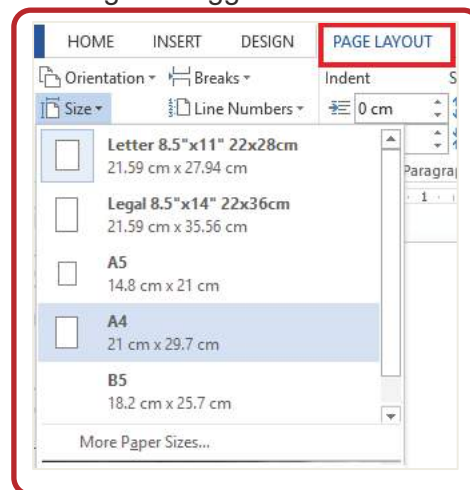 HOME INSERT DESIGN PAGE LAYOUT
Orientation Breaks Indent S
Size Line Numbers 0 cm
Letter 8.5"x11" 22x28cm
21.59 cm x 27.94 cm
Paragra
Legal 8.5"x14" 22x36cm
21.59 cm x 35.56 cm
1
A5
14.8 cm x 21 cm
A4
21 cm x 29.7 cm
B5
18.2 cm x 25.7 cm
More Paper Sizes...